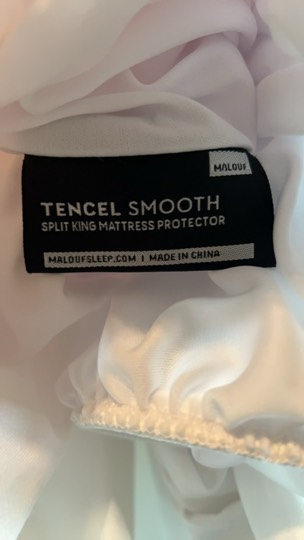 MALOUF
TENCEL SMOOTH
SPLIT KING MATTRESS PROTECTOR
MALOUFSLEEP.COM I MADE IN CHINA